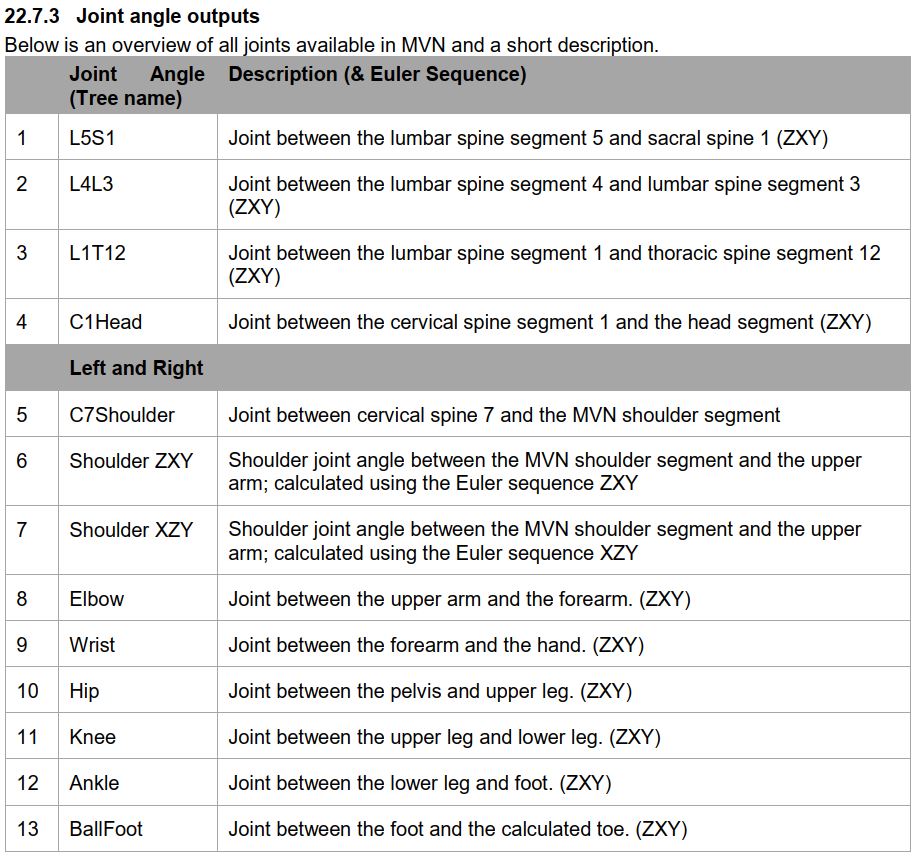 22.7.3 Joint angle outputs
Below is an overview of all joints available in MVN and a short description.
Joint Angle Description (& Euler Sequence)
(Tree name)
1 L5S1 Joint between the lumbar spine segment 5 and sacral spine 1 (ZXY)
2 L4L3 Joint between the lumbar spine segment 4 and lumbar spine segment 3
(ZXY)
3 L1T12 Joint between the lumbar spine segment 1 and thoracic spine segment 12
(ZXY)
4 C1Head Joint between the cervical spine segment 1 and the head segment (ZXY)
Left and Right
5 C7Shoulder Joint between cervical spine 7 and the MVN shoulder segment
6 Shoulder ZXY Shoulder joint angle between the MVN shoulder segment and the upper
arm; calculated using the Euler sequence ZXY
7 Shoulder XZY Shoulder joint angle between the MVN shoulder segment and the upper
arm; calculated using the Euler sequence XZY
8 Elbow Joint between the upper arm and the forearm. (ZXY)
9 Wrist Joint between the forearm and the hand. (ZXY)
10 Hip Joint between the pelvis and upper leg. (ZXY)
11 Knee Joint between the upper leg and lower leg. (ZXY)
12 Ankle Joint between the lower leg and foot. (ZXY)
13 BallFoot Joint between the foot and the calculated toe. (ZXY)